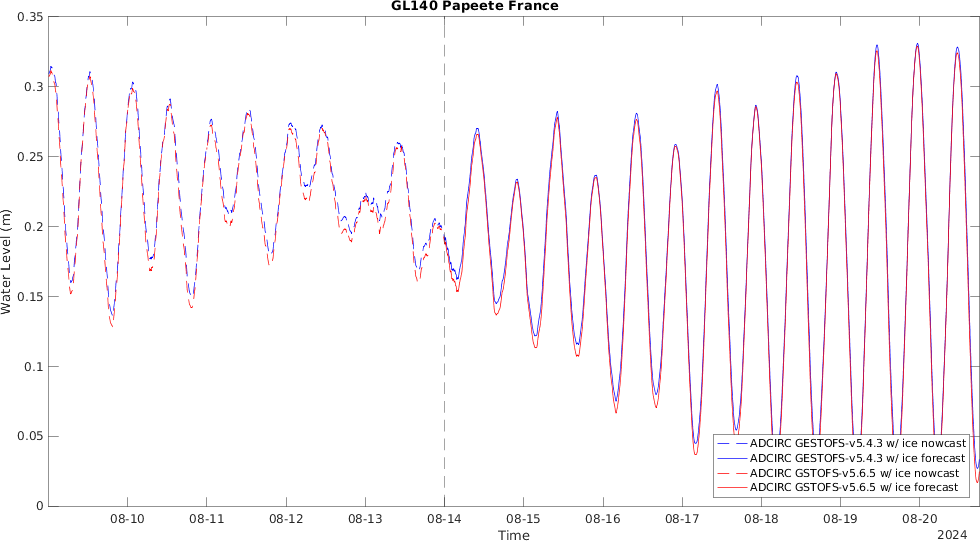 GL140 Papeete France
0.35
0.3
0.25
0.2
0.15
0.1
0.05
0
Water Level (m)
ADCIRC GESTOFS-v5.4.3 w/ ice nowcast
ADCIRC GESTOFS-v5.4.3 w/ ice forecast
ADCIRC GSTOFS-v5.6.5 w/ ice nowcast
ADCIRC GSTOFS-v5.6.5 w/ ice forecast
08-10 08-11 08-12 08-13 08-14 08-15 08-16 08-17 08-18 08-19 08-20
Time
2024